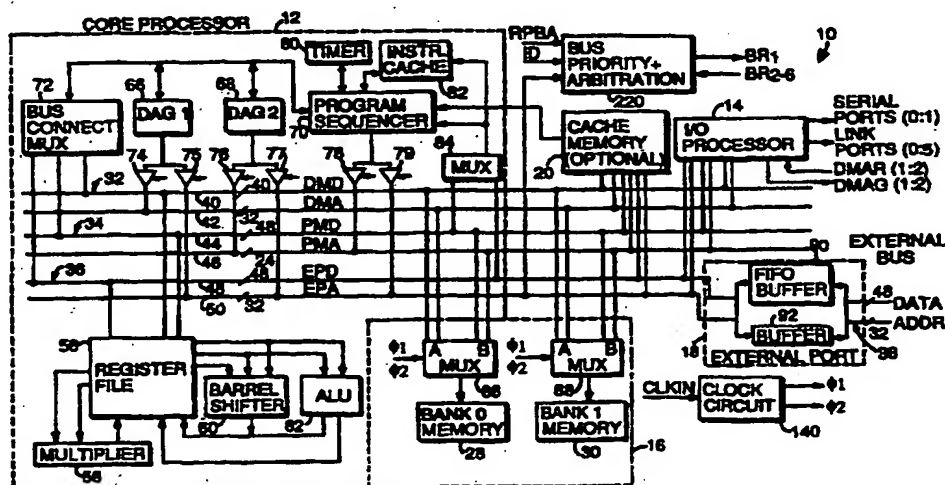 CORE PROCESSOR
12
10
80
TIMER
INSTR.
CACHE
82
RPBA
ID
BUS
PRIORITY+
ARBITRATION
220
BR1
BR2-6
72
BUS
CONNECT
MUX
66
DAG 1
68
DAG 2
70
PROGRAM
SEQUENCER
84
MUX
CACHE
MEMORY
(OPTIONAL)
20
14
I/O
PROCESSOR
SERIAL
PORTS (0:1)
LINK
PORTS (0:5)
DMAR (1:2)
DMAG (1:2)
74
75
76
77
78
79
32
40
DMD
40
32
DMA
34
42
48
PMD
44
24
PMA
36
46
48
EPD
48
EPA
50
32
EXTERNAL
BUS
90
FIFO
BUFFER
92
BUFFER
18
EXTERNAL PORT
48
DATA
ADDR
32
98
58
REGISTER
FILE
BARREL
SHIFTER
60
ALU
62
MULTIPLIER
56
ϕ1
ϕ2
A
B
MUX
86
BANK 0
MEMORY
28
ϕ1
ϕ2
A
B
MUX
88
BANK 1
MEMORY
30
16
CLKIN
CLOCK
CIRCUIT
140
ϕ1
ϕ2